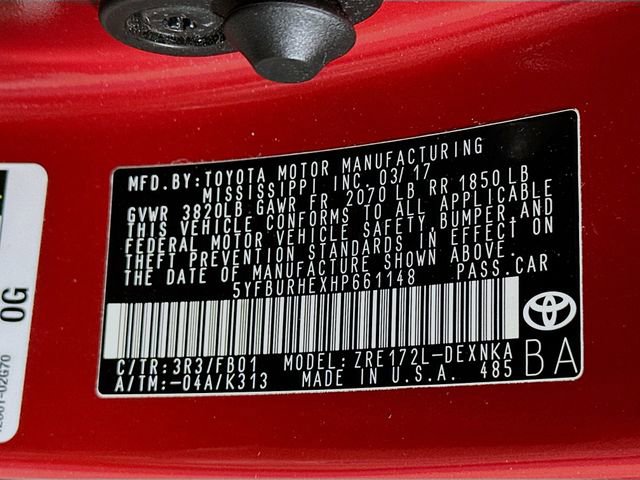 MFD.BY:TOYOTA MOTOR MANUFACTURING
MISSISSIPPI INC. 03/17
GVWR 3820LB GAWR FR 2070 LB RR 1850 LB
THIS VEHICLE CONFORMS TO ALL APPLICABLE
FEDERAL MOTOR VEHICLE SAFETY,BUMPER,AND
THEFT PREVENTION STANDARDS IN EFFECT ON
THE DATE OF MANUFACTURE SHOWN ABOVE.
5YFBURHEXHP661148 PASS.CAR
C/TR:3R3/FB01 MODEL:ZRE172L-DEXNKA
A/TM:-04A/K313 MADE IN U.S.A. 485
BA
0G